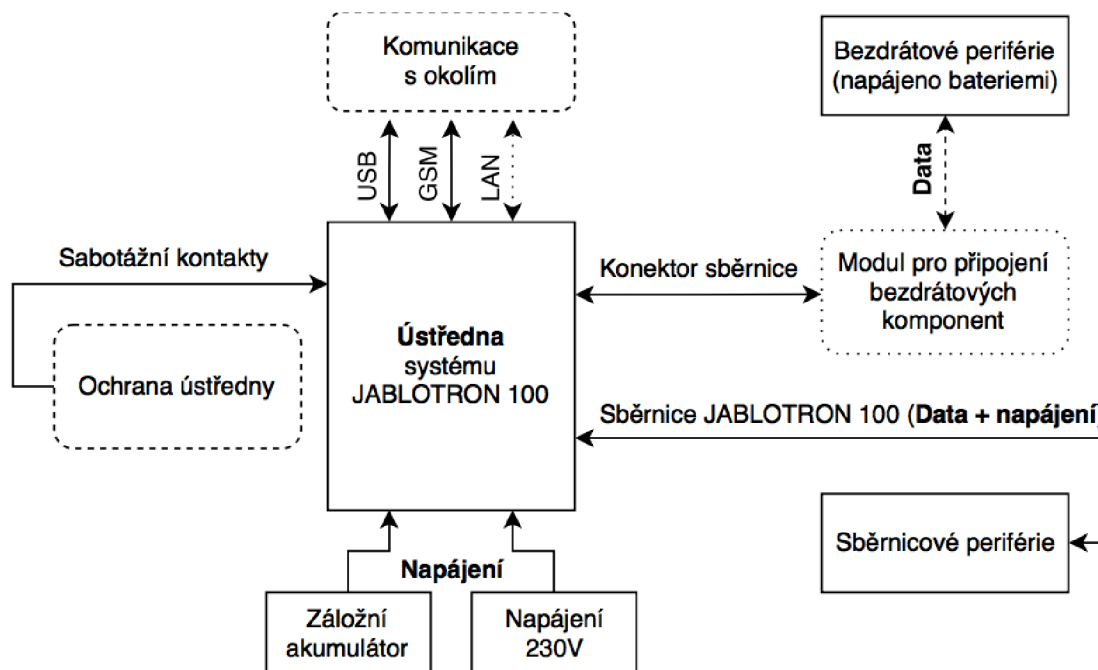 Komunikace
s okolím
Bezdrátové periférie
(napájeno bateriemi)
USB
GSM
LAN
Data
Sabotážní kontakty
Konektor sběrnice
Modul pro připojení
bezdrátových
komponent
Ústředna
systému
JABLOTRON 100
Ochrana ústředny
Sběrnice JABLOTRON 100 (Data + napájení)
Sběrnicové periférie
Napájení
Záložní
akumulátor
Napájení
230V